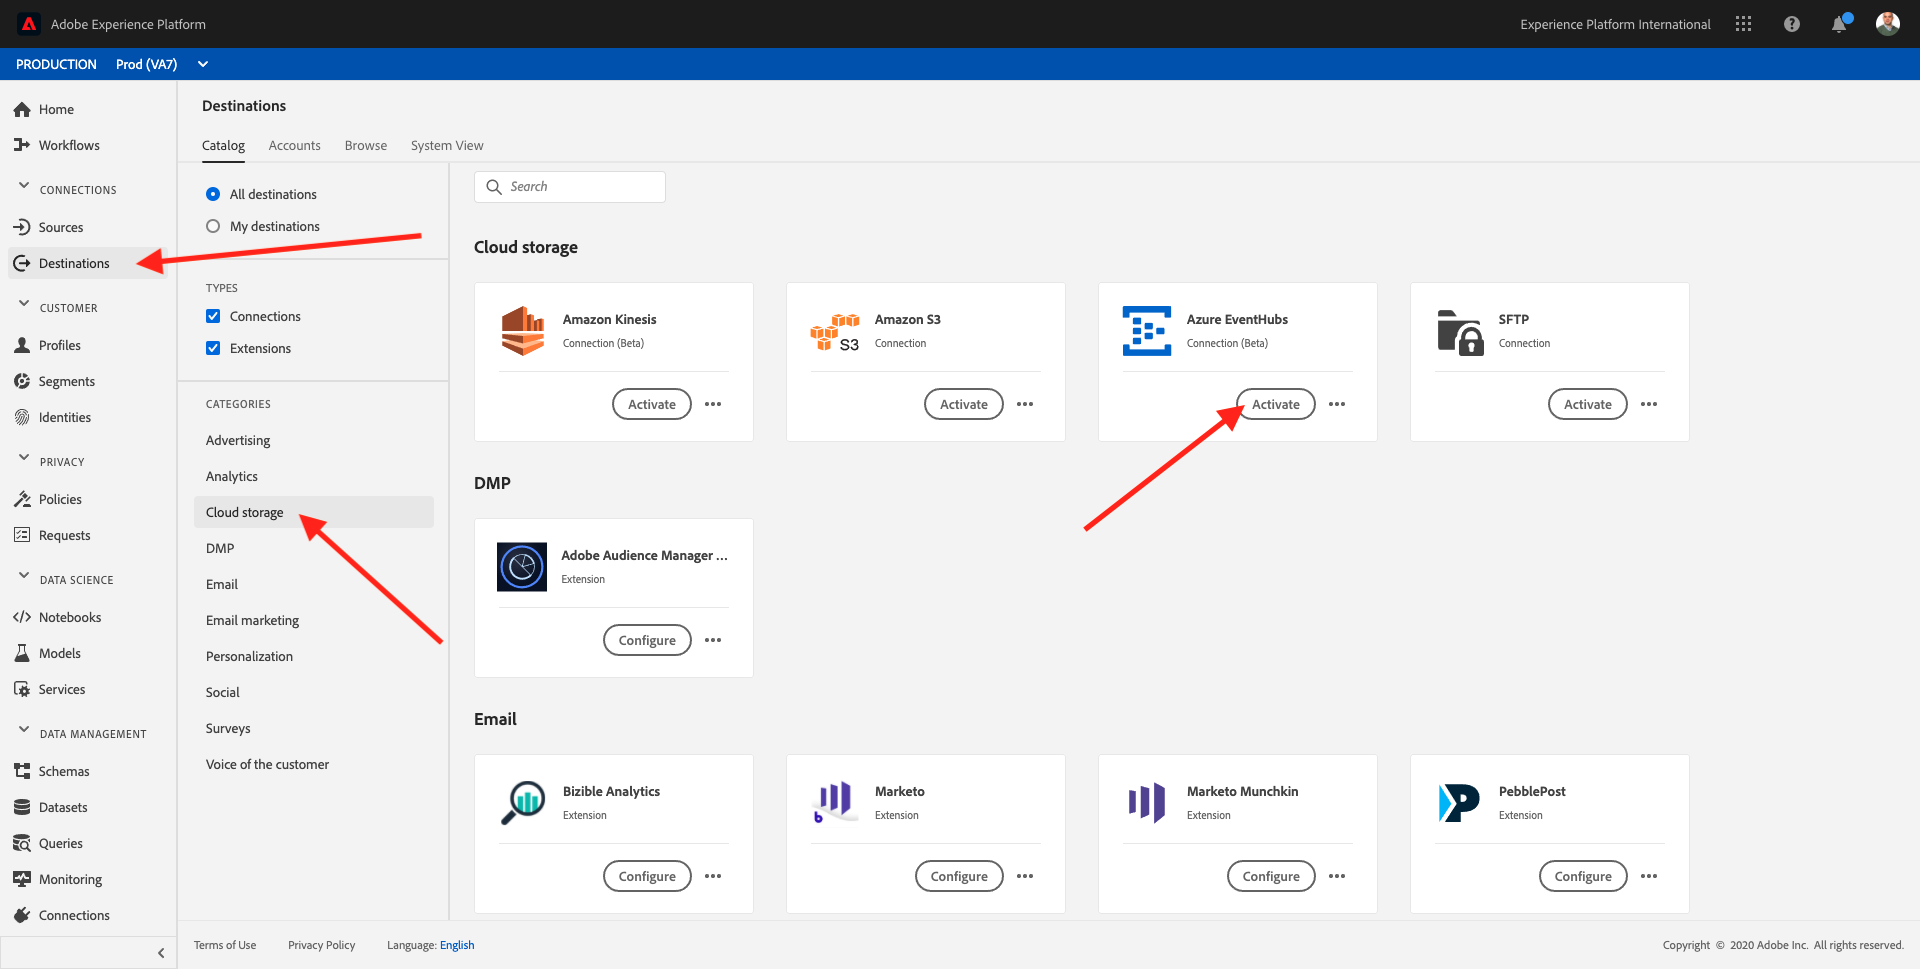 Adobe Experience Platform
Experience Platform International
PRODUCTION Prod (VA7)
Home
Workflows
CONNECTIONS
Sources
Destinations
CUSTOMER
Profiles
Segments
Identities
PRIVACY
Policies
Requests
DATA SCIENCE
Notebooks
Models
Services
DATA MANAGEMENT
Schemas
Datasets
Queries
Monitoring
Connections
Destinations
Catalog Accounts Browse System View
All destinations
My destinations
TYPES
Connections
Extensions
CATEGORIES
Advertising
Analytics
Cloud storage
DMP
Email
Email marketing
Personalization
Social
Surveys
Voice of the customer
Search
Cloud storage
Amazon Kinesis
Connection (Beta)
Activate
S3
Amazon S3
Connection
Activate
Azure EventHubs
Connection (Beta)
Activate
SFTP
Connection
Activate
DMP
Adobe Audience Manager ...
Extension
Configure
Email
Bizible Analytics
Extension
Configure
b
Marketo
Extension
Configure
Marketo Munchkin
Extension
Configure
P
PebblePost
Extension
Configure
Terms of Use Privacy Policy Language: English
Copyright © 2020 Adobe Inc. All rights reserved.